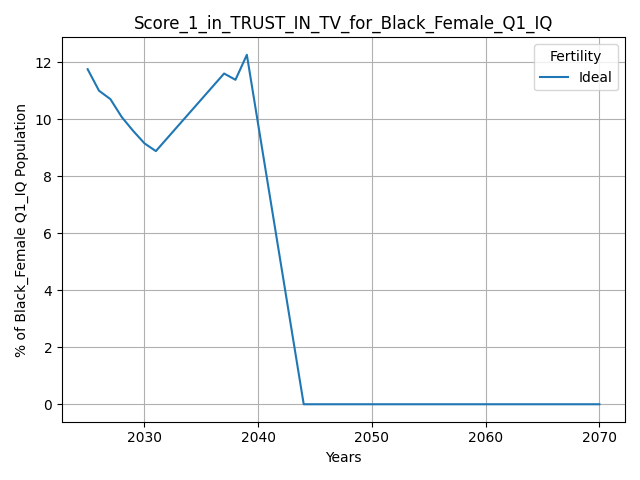 Score_1_in_TRUST_IN_TV_for_Black_Female_Q1_IQ
Fertility
Ideal
% of Black_Female Q1_IQ Population
12
10
8
6
4
2
0
2030
2040
2050
2060
2070
Years